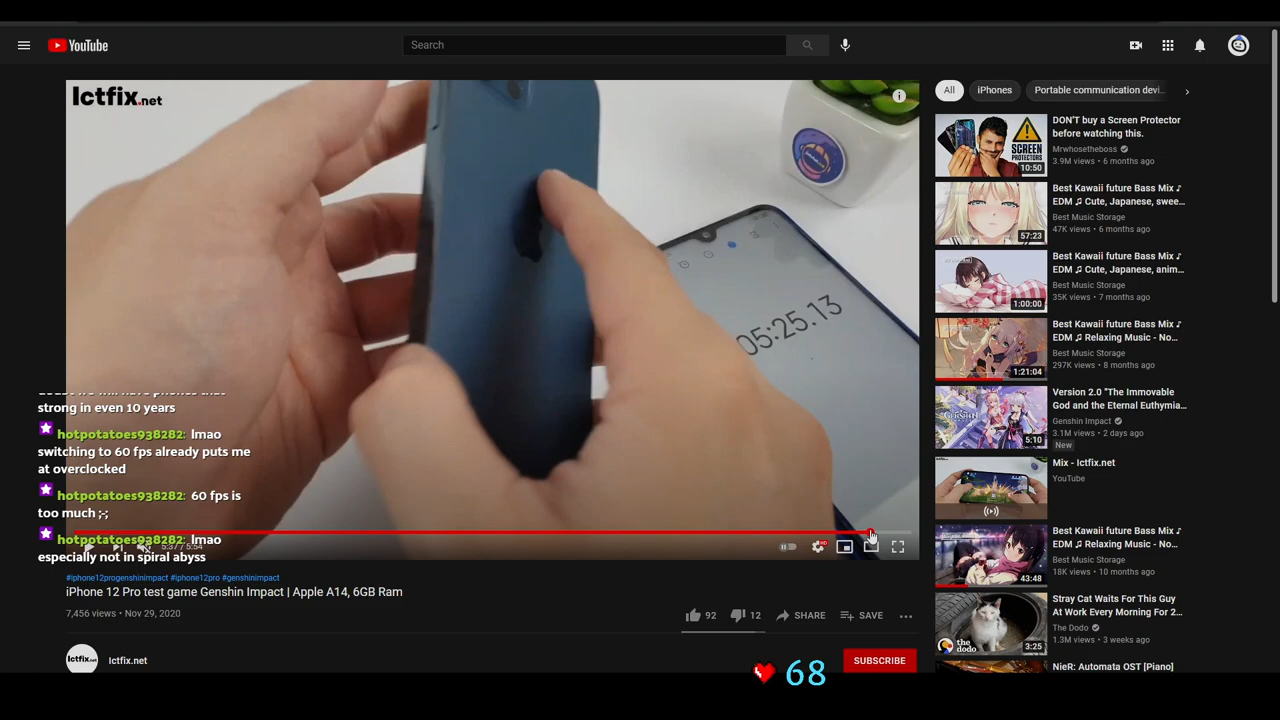 YouTube
Search
Ictfix.net
05:25.13
strong in even 10 years
hotpotatoes938282: lmao
switching to 60 fps already puts me
at overclocked
hotpotatoes938282: 60 fps is
too much ;-;
hotpotatoes938282: lmao
especially not in spiral abyss
5:37 / 5:54
HD
#iphone12progenshinimpact #iphone12pro #genshinimpact
iPhone 12 Pro test game Genshin Impact | Apple A14, 6GB Ram
7,456 views • Nov 29, 2020
92
12
SHARE
SAVE
Ictfix.net
Ictfix.net
SUBSCRIBE
68
All
iPhones
Portable communication devi...
SCREEN
PROTECTORS
10:50
DON'T buy a Screen Protector
before watching this.
Mrwhosetheboss
3.9M views • 6 months ago
57:23
Best Kawaii future Bass Mix ♪
EDM ♫ Cute, Japanese, swee...
Best Music Storage
47K views • 6 months ago
1:00:00
Best Kawaii future Bass Mix ♪
EDM ♫ Cute, Japanese, anim...
Best Music Storage
35K views • 7 months ago
1:21:04
Best Kawaii future Bass Mix ♪
EDM ♫ Relaxing Music - No...
Best Music Storage
297K views • 8 months ago
5:10
Version 2.0 "The Immovable
God and the Eternal Euthymia...
Genshin Impact
3.1M views • 2 days ago
New
Mix - Ictfix.net
YouTube
43:48
Best Kawaii future Bass Mix ♪
EDM ♫ Relaxing Music - No...
Best Music Storage
18K views • 10 months ago
the dodo
3:25
Stray Cat Waits For This Guy
At Work Every Morning For 2...
The Dodo
1.3M views • 3 weeks ago
NieR: Automata OST [Piano]